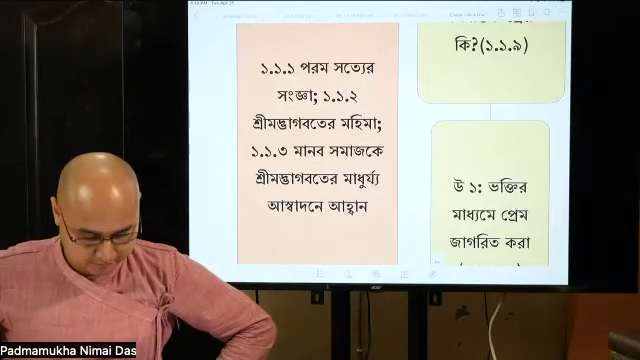 কি?(১.১.৯)
১.১.১ পরম সত্যের
সংজ্ঞা; ১.১.২
শ্রীমদ্ভাগবতের মহিমা;
১.১.৩ মানব সমাজকে
শ্রীমদ্ভাগবতের মাধুর্য্য
আস্বাদনে আহ্বান
উ ১: ভক্তির
মাধ্যমে প্রেম
জাগরিত করা
Padmamukha Nimai Das